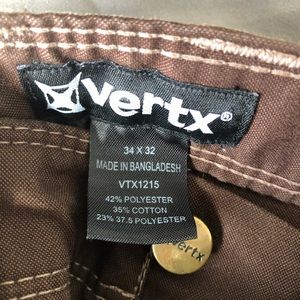 vertx®
34 X 32
MADE IN BANGLADESH
VTX1215
42% POLYESTER
35% COTTON
23% 37.5 POLYESTER
vertx